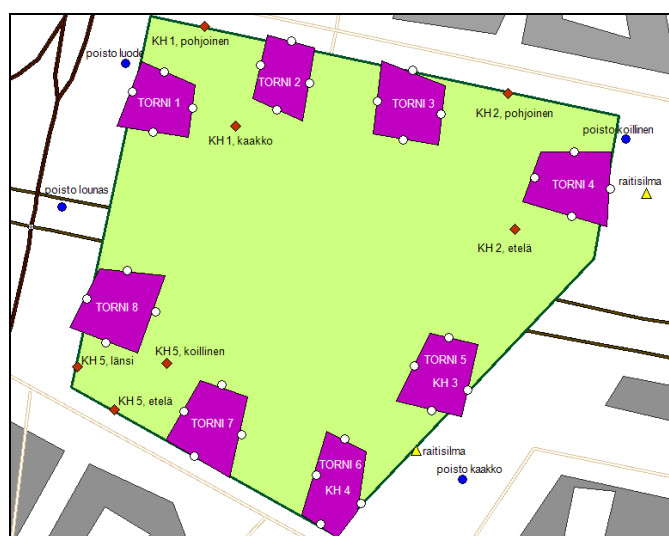 KH 1, pohjoinen
poisto luode
TORNI 2
TORNI 1
TORNI 3
KH 2, pohjoinen
KH 1, kaakko
poisto koillinen
TORNI 4
raitisilma
poisto lounas
KH 2, etelä
TORNI 8
KH 5, länsi
KH 5, koillinen
TORNI 5
KH 3
KH 5, etelä
TORNI 7
raitisilma
TORNI 6
poisto kaakko
KH 4